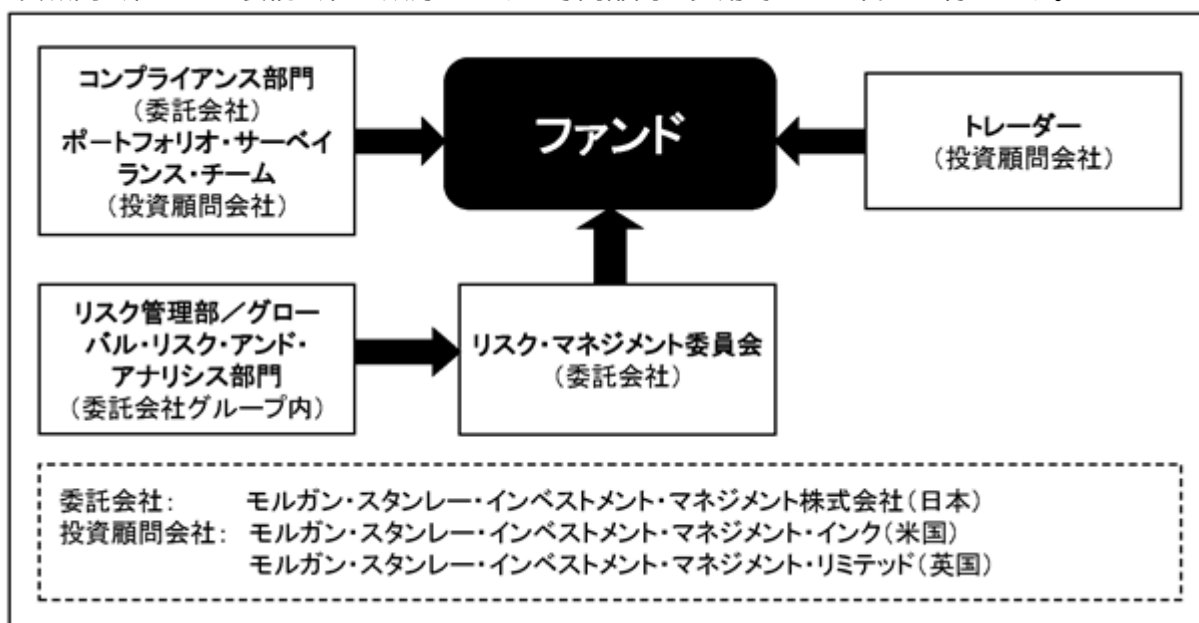 コンプライアンス部門
(委託会社)
ポートフォリオ・サーベイ
ランス・チーム
(投資顧問会社)
ファンド
トレーダー
(投資顧問会社)
リスク管理部/グロー
バル・リスク・アンド・
アナリシス部門
(委託会社グループ内)
リスク・マネジメント委員会
(委託会社)
委託会社: モルガン・スタンレー・インベストメント・マネジメント株式会社(日本)
投資顧問会社: モルガン・スタンレー・インベストメント・マネジメント・インク(米国)
モルガン・スタンレー・インベストメント・マネジメント・リミテッド(英国)